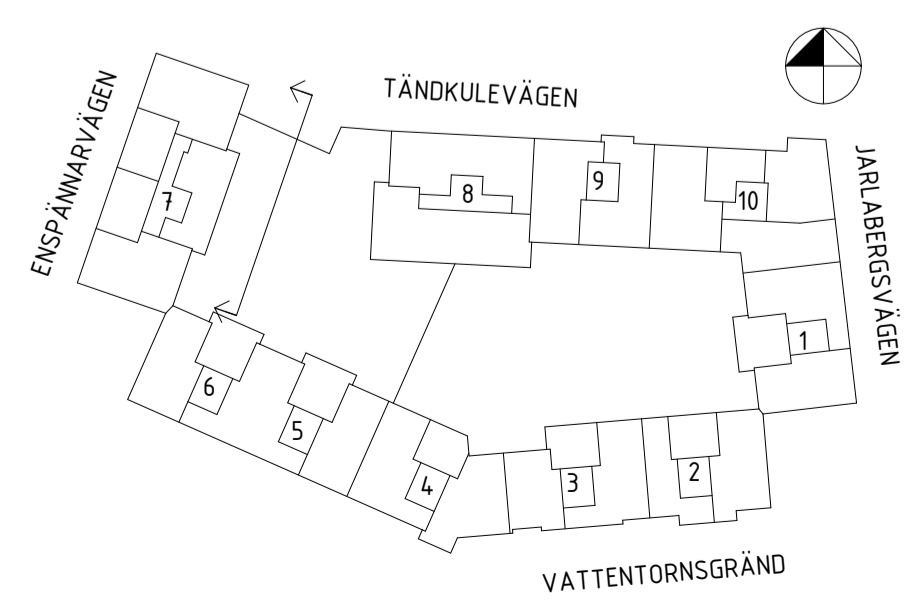 TÄNDKULEVÄGEN
ENSPÄNNARVÄGEN
JARLABERGSVÄGEN
7
8
9
10
1
6
5
4
3
2
VATTENTORNSGRÄND